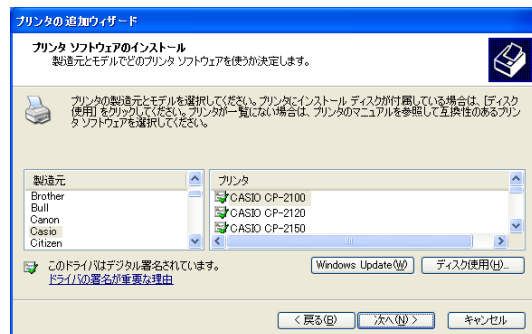 プリンタの追加ウィザード
プリンタ ソフトウェアのインストール
製造元とモデルでどのプリンタ ソフトウェアを使うか決定します。
プリンタの製造元とモデルを選択してください。プリンタにインストール ディスクが付属している場合は、[ディスク
使用] をクリックしてください。プリンタが一覧にない場合は、プリンタのマニュアルを参照して互換性のあるプリン
タ ソフトウェアを選択してください。
製造元
Brother
Bull
Canon
Casio
Citizen
プリンタ
CASIO CP-2100
CASIO CP-2120
CASIO CP-2150
このドライバはデジタル署名されています。
ドライバの署名が重要な理由
Windows Update(W)
ディスク使用(H)...
< 戻る(B)
次へ(N) >
キャンセル